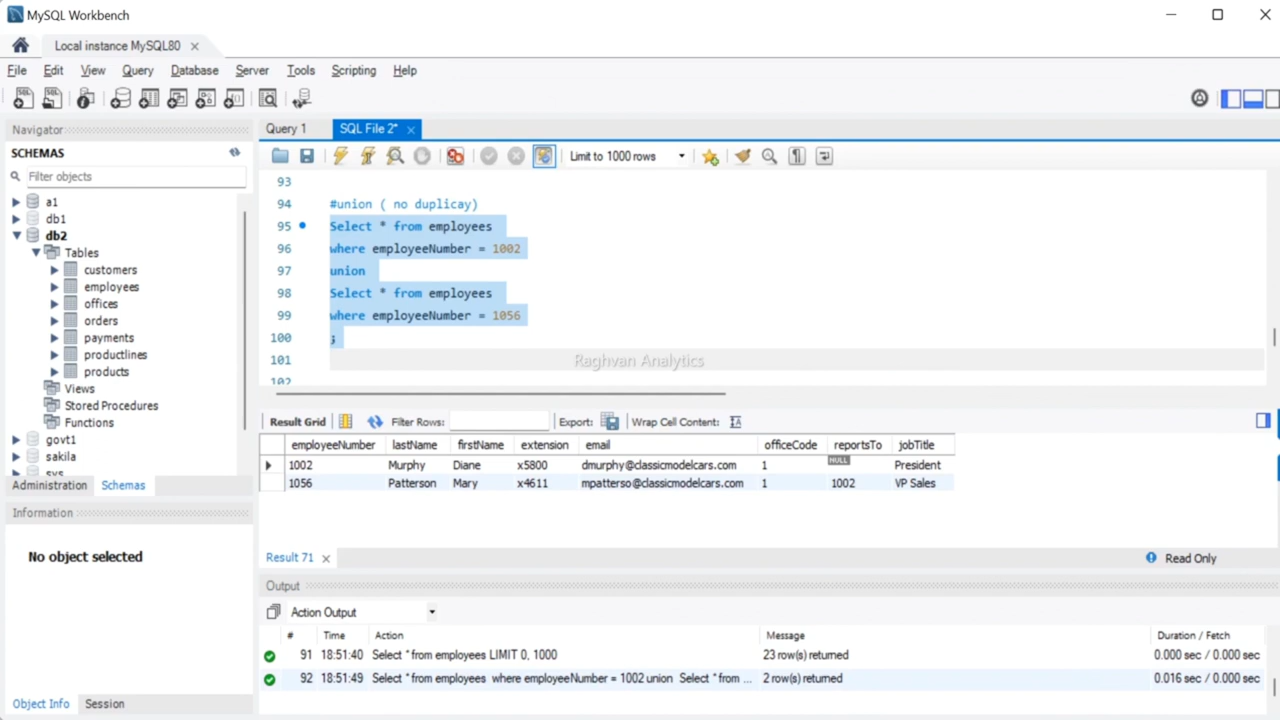 MySQL Workbench
Local instance MySQL80
File Edit View Query Database Server Tools Scripting Help
Navigator
SCHEMAS
Filter objects
a1
db1
db2
Tables
customers
employees
offices
orders
payments
productlines
products
Views
Stored Procedures
Functions
govt1
sakila
sys
Administration Schemas
Information
No object selected
Object Info Session
Query 1 SQL File 2*
Limit to 1000 rows
93
94 #union ( no duplicay)
95 Select * from employees
96 where employeeNumber = 1002
97 union
98 Select * from employees
99 where employeeNumber = 1056
100 ;
101
Raghvan Analytics
102
Result Grid Filter Rows: Export: Wrap Cell Content:
employeeNumber lastName firstName extension email officeCode reportsTo jobTitle
1002 Murphy Diane x5800 dmurphy@classicmodelcars.com 1 NULL President
1056 Patterson Mary x4611 mpatterso@classicmodelcars.com 1 1002 VP Sales
Result 71 Read Only
Output
Action Output
# Time Action Message Duration / Fetch
91 18:51:40 Select * from employees LIMIT 0, 1000 23 row(s) returned 0.000 sec / 0.000 sec
92 18:51:49 Select * from employees where employeeNumber = 1002 union Select * from ... 2 row(s) returned 0.016 sec / 0.000 sec